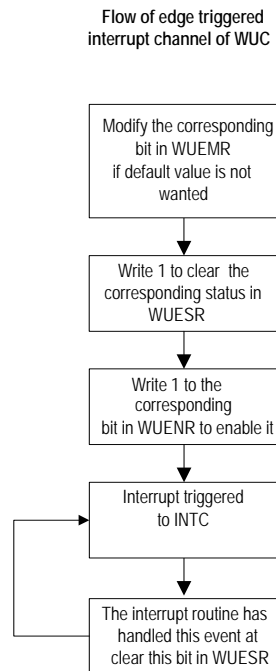 Flow of edge triggered
interrupt channel of WUC
Modify the corresponding
bit in WUEMR
if default value is not
wanted
Write 1 to clear the
corresponding status in
WUESR
Write 1 to the
corresponding
bit in WUENR to enable it
Interrupt triggered
to INTC
The interrupt routine has
handled this event at
clear this bit in WUESR